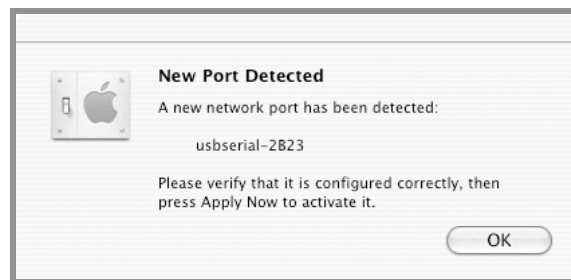 New Port Detected
A new network port has been detected:
usbserial-2B23
Please verify that it is configured correctly, then
press Apply Now to activate it.
OK